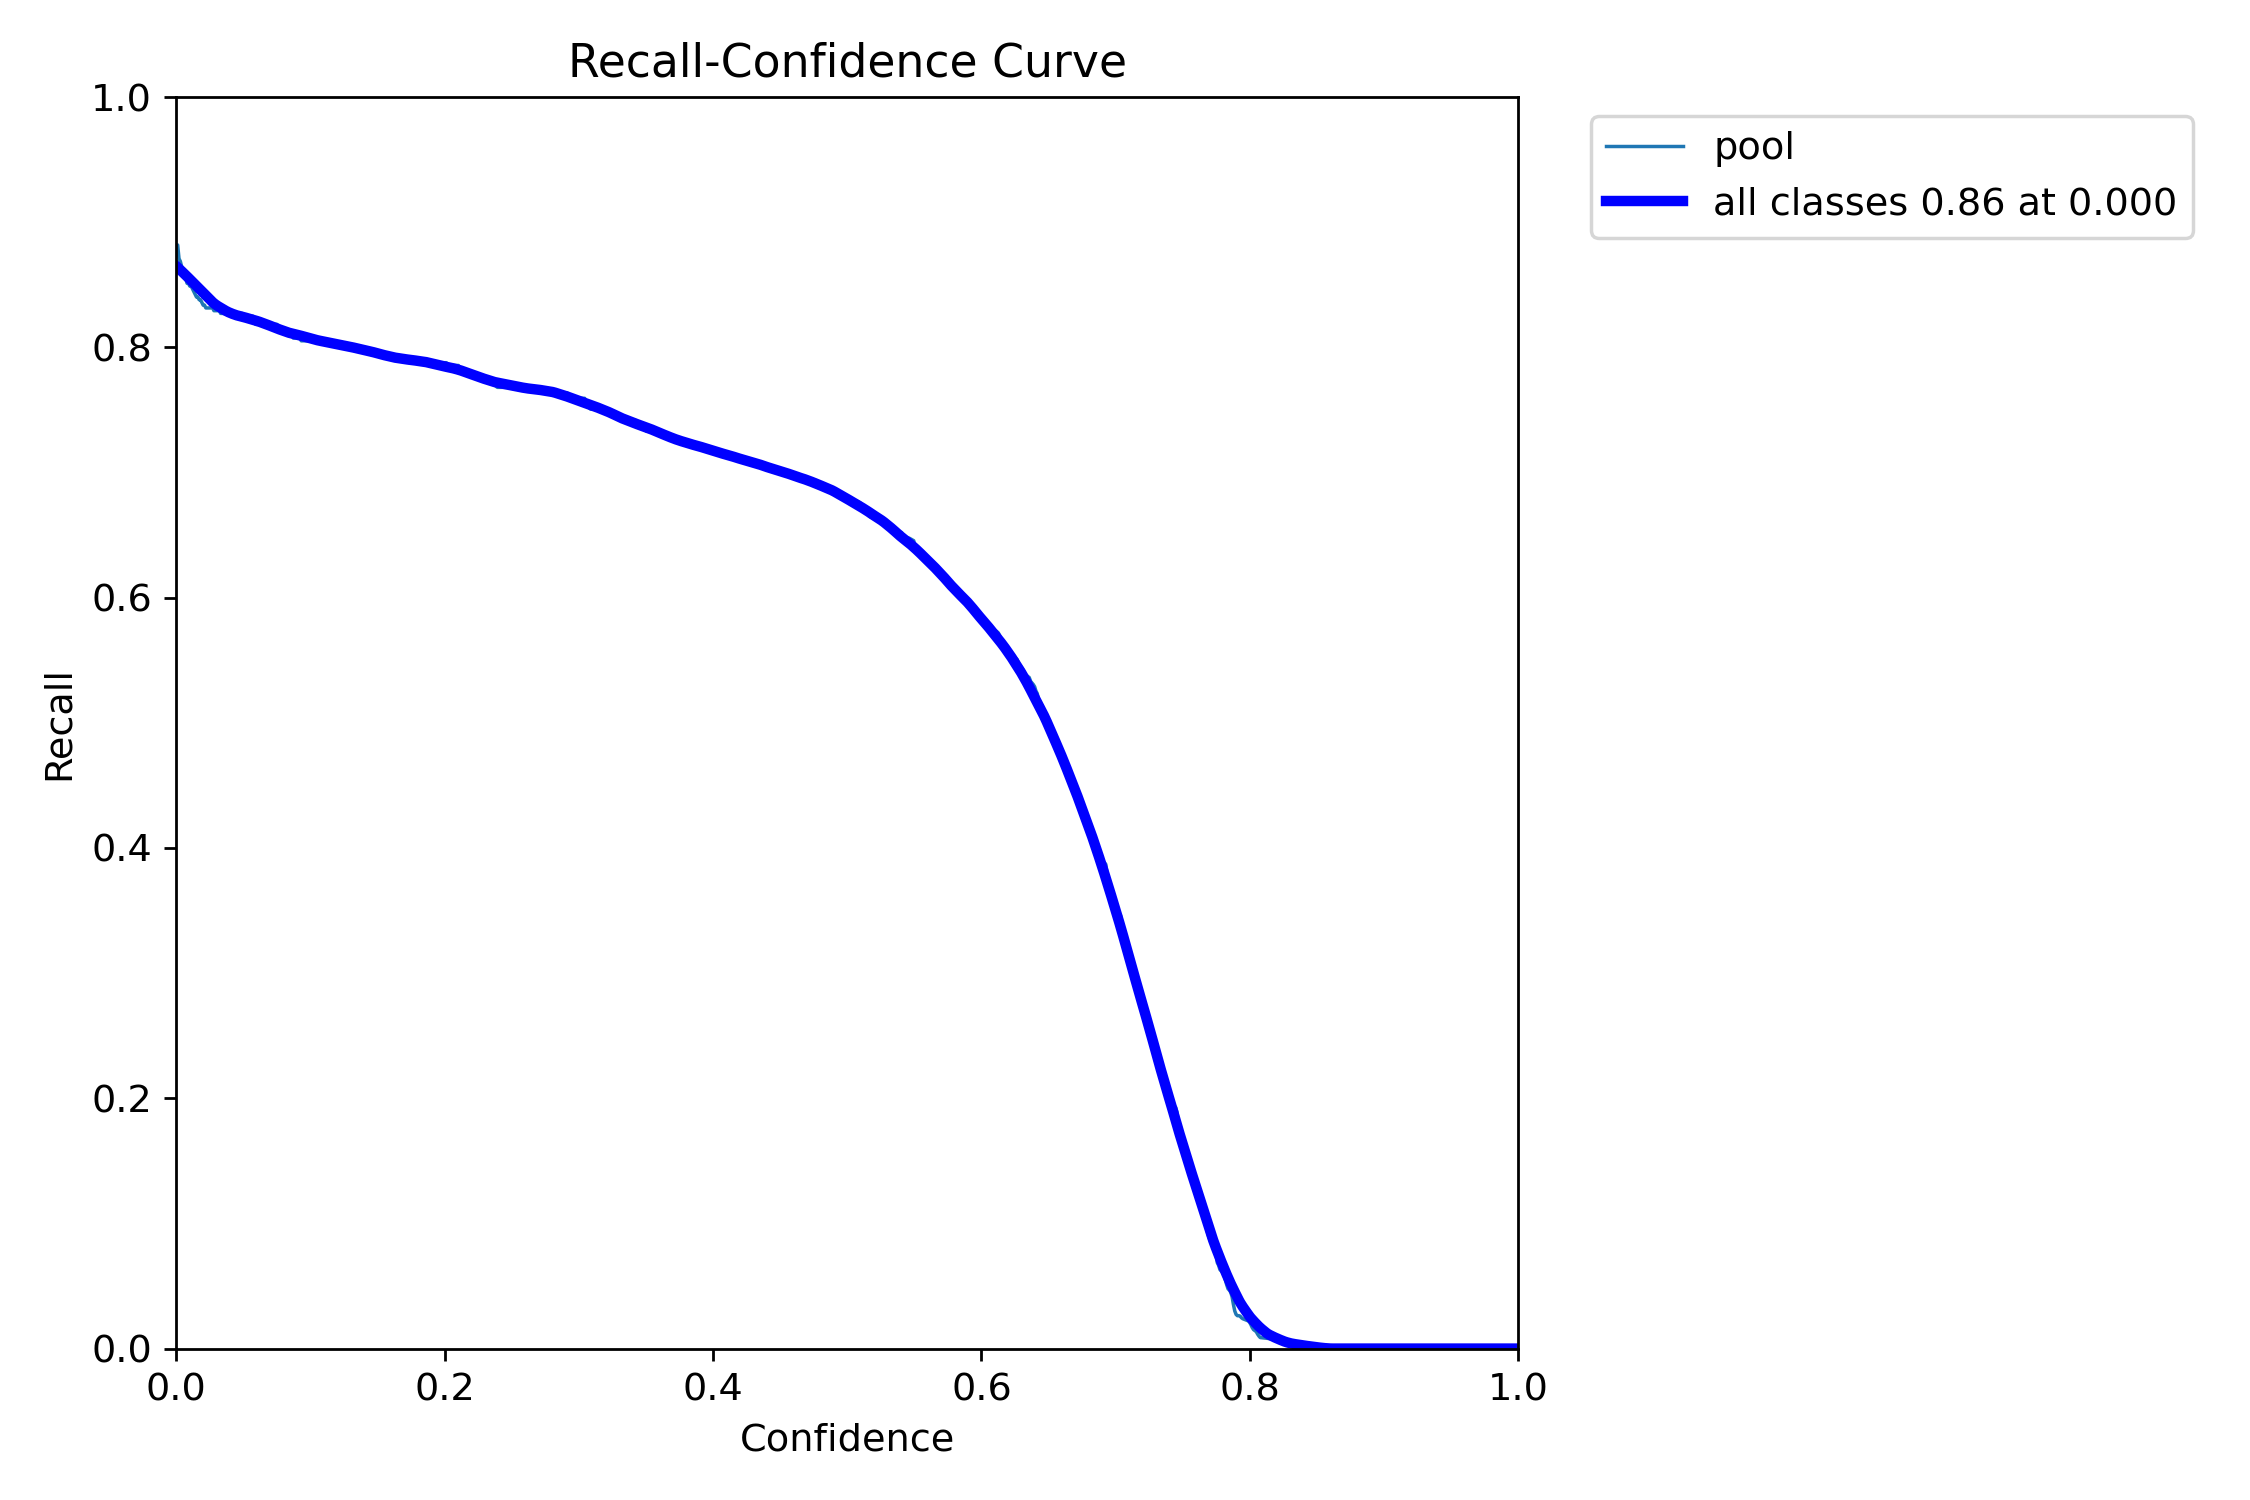 Recall-Confidence Curve
pool
all classes 0.86 at 0.000
1.0
0.8
0.6
0.4
0.2
0.0
Recall
0.0 0.2 0.4 0.6 0.8 1.0
Confidence